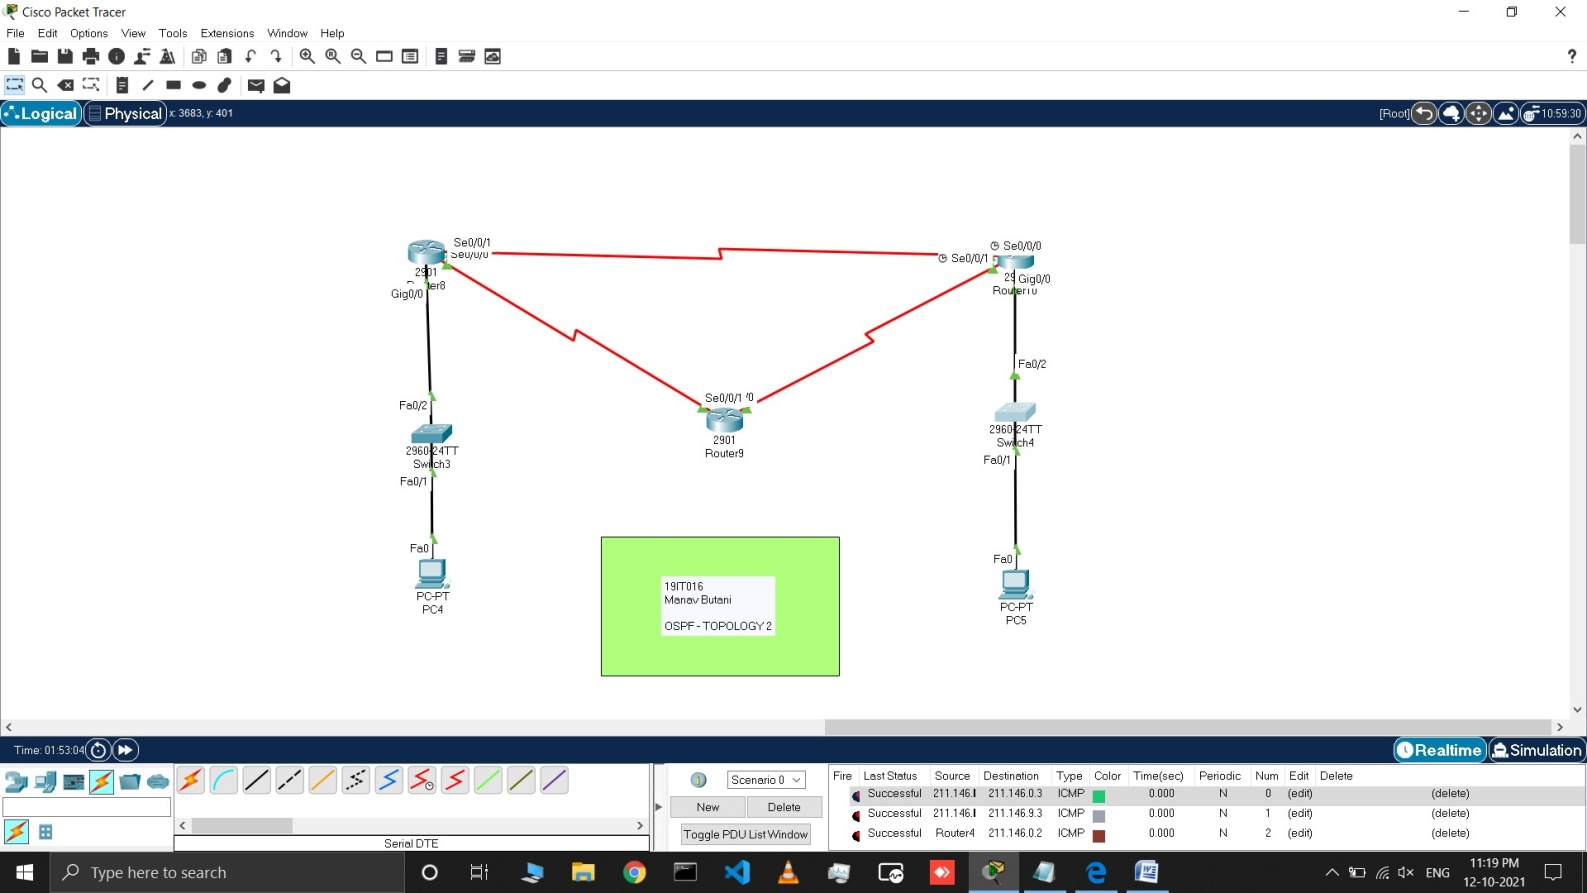 Cisco Packet Tracer
File Edit Options View Tools Extensions Window Help
?
Logical Physical x: 3683, y: 401 [Root] 10:59:30
Se0/0/1
Se0/0/0
2901
Gig0/0
Se0/0/0
Se0/0/1
Gig0/0
Fa0/2
Fa0/2
2960-24TT
Switch3
Fa0/1
Fa0
PC-PT
PC4
Se0/0/1
2901
Router9
2960-24TT
Switch4
Fa0/1
Fa0
PC-PT
PC5
19IT016
Manav Butani
OSPF - TOPOLOGY 2
Time: 01:53:04 Realtime Simulation
Scenario 0
New Delete
Toggle PDU List Window
Serial DTE
Fire Last Status Source Destination Type Color Time(sec) Periodic Num Edit Delete
Successful 211.146. 211.146.0.3 ICMP 0.000 N 0 (edit) (delete)
Successful 211.146. 211.146.9.3 ICMP 0.000 N 1 (edit) (delete)
Successful Router4 211.146.0.2 ICMP 0.000 N 2 (edit) (delete)
Type here to search
ENG
11:19 PM
12-10-2021